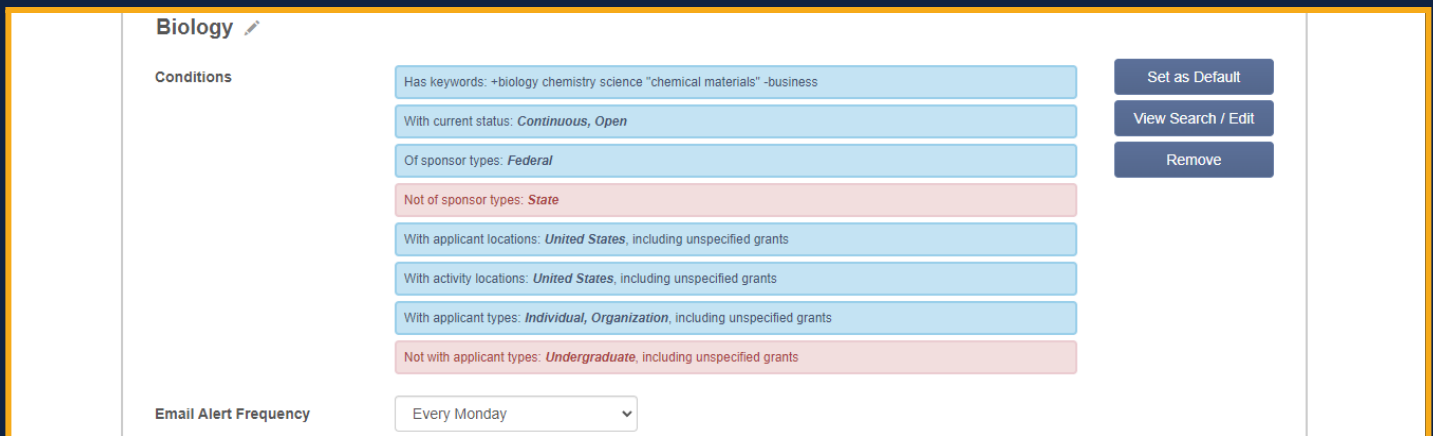 Biology
Conditions
Has keywords: +biology chemistry science "chemical materials" -business
Set as Default
With current status: Continuous, Open
View Search / Edit
Of sponsor types: Federal
Remove
Not of sponsor types: State
With applicant locations: United States, including unspecified grants
With activity locations: United States, including unspecified grants
With applicant types: Individual, Organization, including unspecified grants
Not with applicant types: Undergraduate, including unspecified grants
Email Alert Frequency
Every Monday